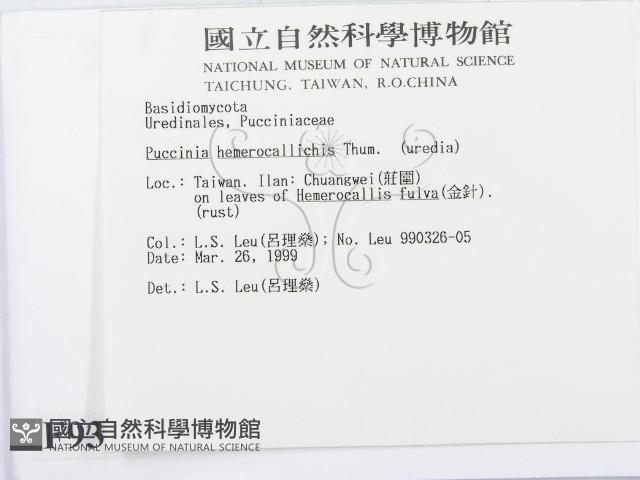 國立自然科學博物館
NATIONAL MUSEUM OF NATURAL SCIENCE
TAICHUNG, TAIWAN, R.O.CHINA
Basidiomycota
Uredinales, Pucciniaceae
Puccinia hemerocallichis Thum. (uredia)
Loc.: Taiwan. Ilan: Chuangwei(莊圍)
on leaves of Hemerocallis fulva(金針).
(rust)
Col.: L.S. Leu(呂理燊); No. Leu 990326-05
Date: Mar. 26, 1999
Det.: L.S. Leu(呂理燊)
國立自然科學博物館
NATIONAL MUSEUM OF NATURAL SCIENCE